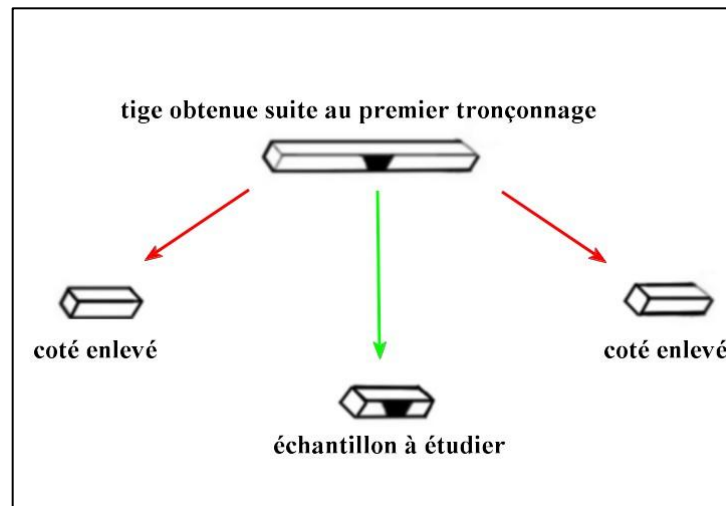 tige obtenue suite au premier tronçonnage
coté enlevé
coté enlevé
échantillon à étudier